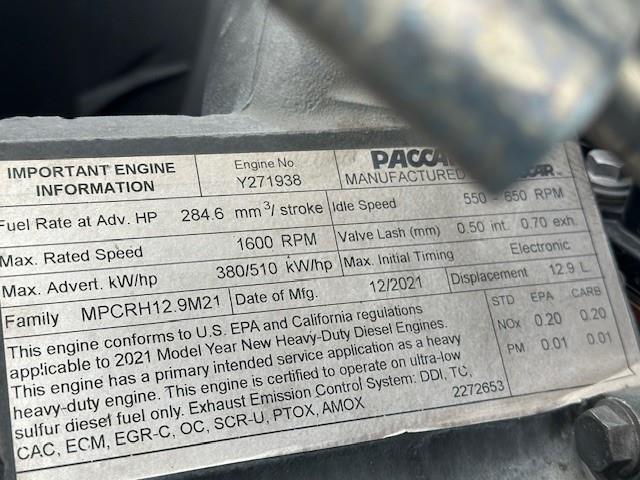 IMPORTANT ENGINE INFORMATION
Engine No
Y271938
PACCAR
MANUFACTURED
Fuel Rate at Adv. HP 284.6 mm³/ stroke
Idle Speed 550 - 650 RPM
Max. Rated Speed 1600 RPM
Valve Lash (mm) 0.50 int. 0.70 exh.
Max. Advert. kW/hp 380/510 kW/hp
Max. Initial Timing Electronic
Family MPCRH12.9M21
Date of Mfg. 12/2021
Displacement 12.9 L
This engine conforms to U.S. EPA and California regulations
applicable to 2021 Model Year New Heavy-Duty Diesel Engines.
This engine has a primary intended service application as a heavy
heavy-duty engine. This engine is certified to operate on ultra-low
sulfur diesel fuel only. Exhaust Emission Control System: DDI, TC,
CAC, ECM, EGR-C, OC, SCR-U, PTOX, AMOX
2272653
STD EPA CARB
NOx 0.20 0.20
PM 0.01 0.01